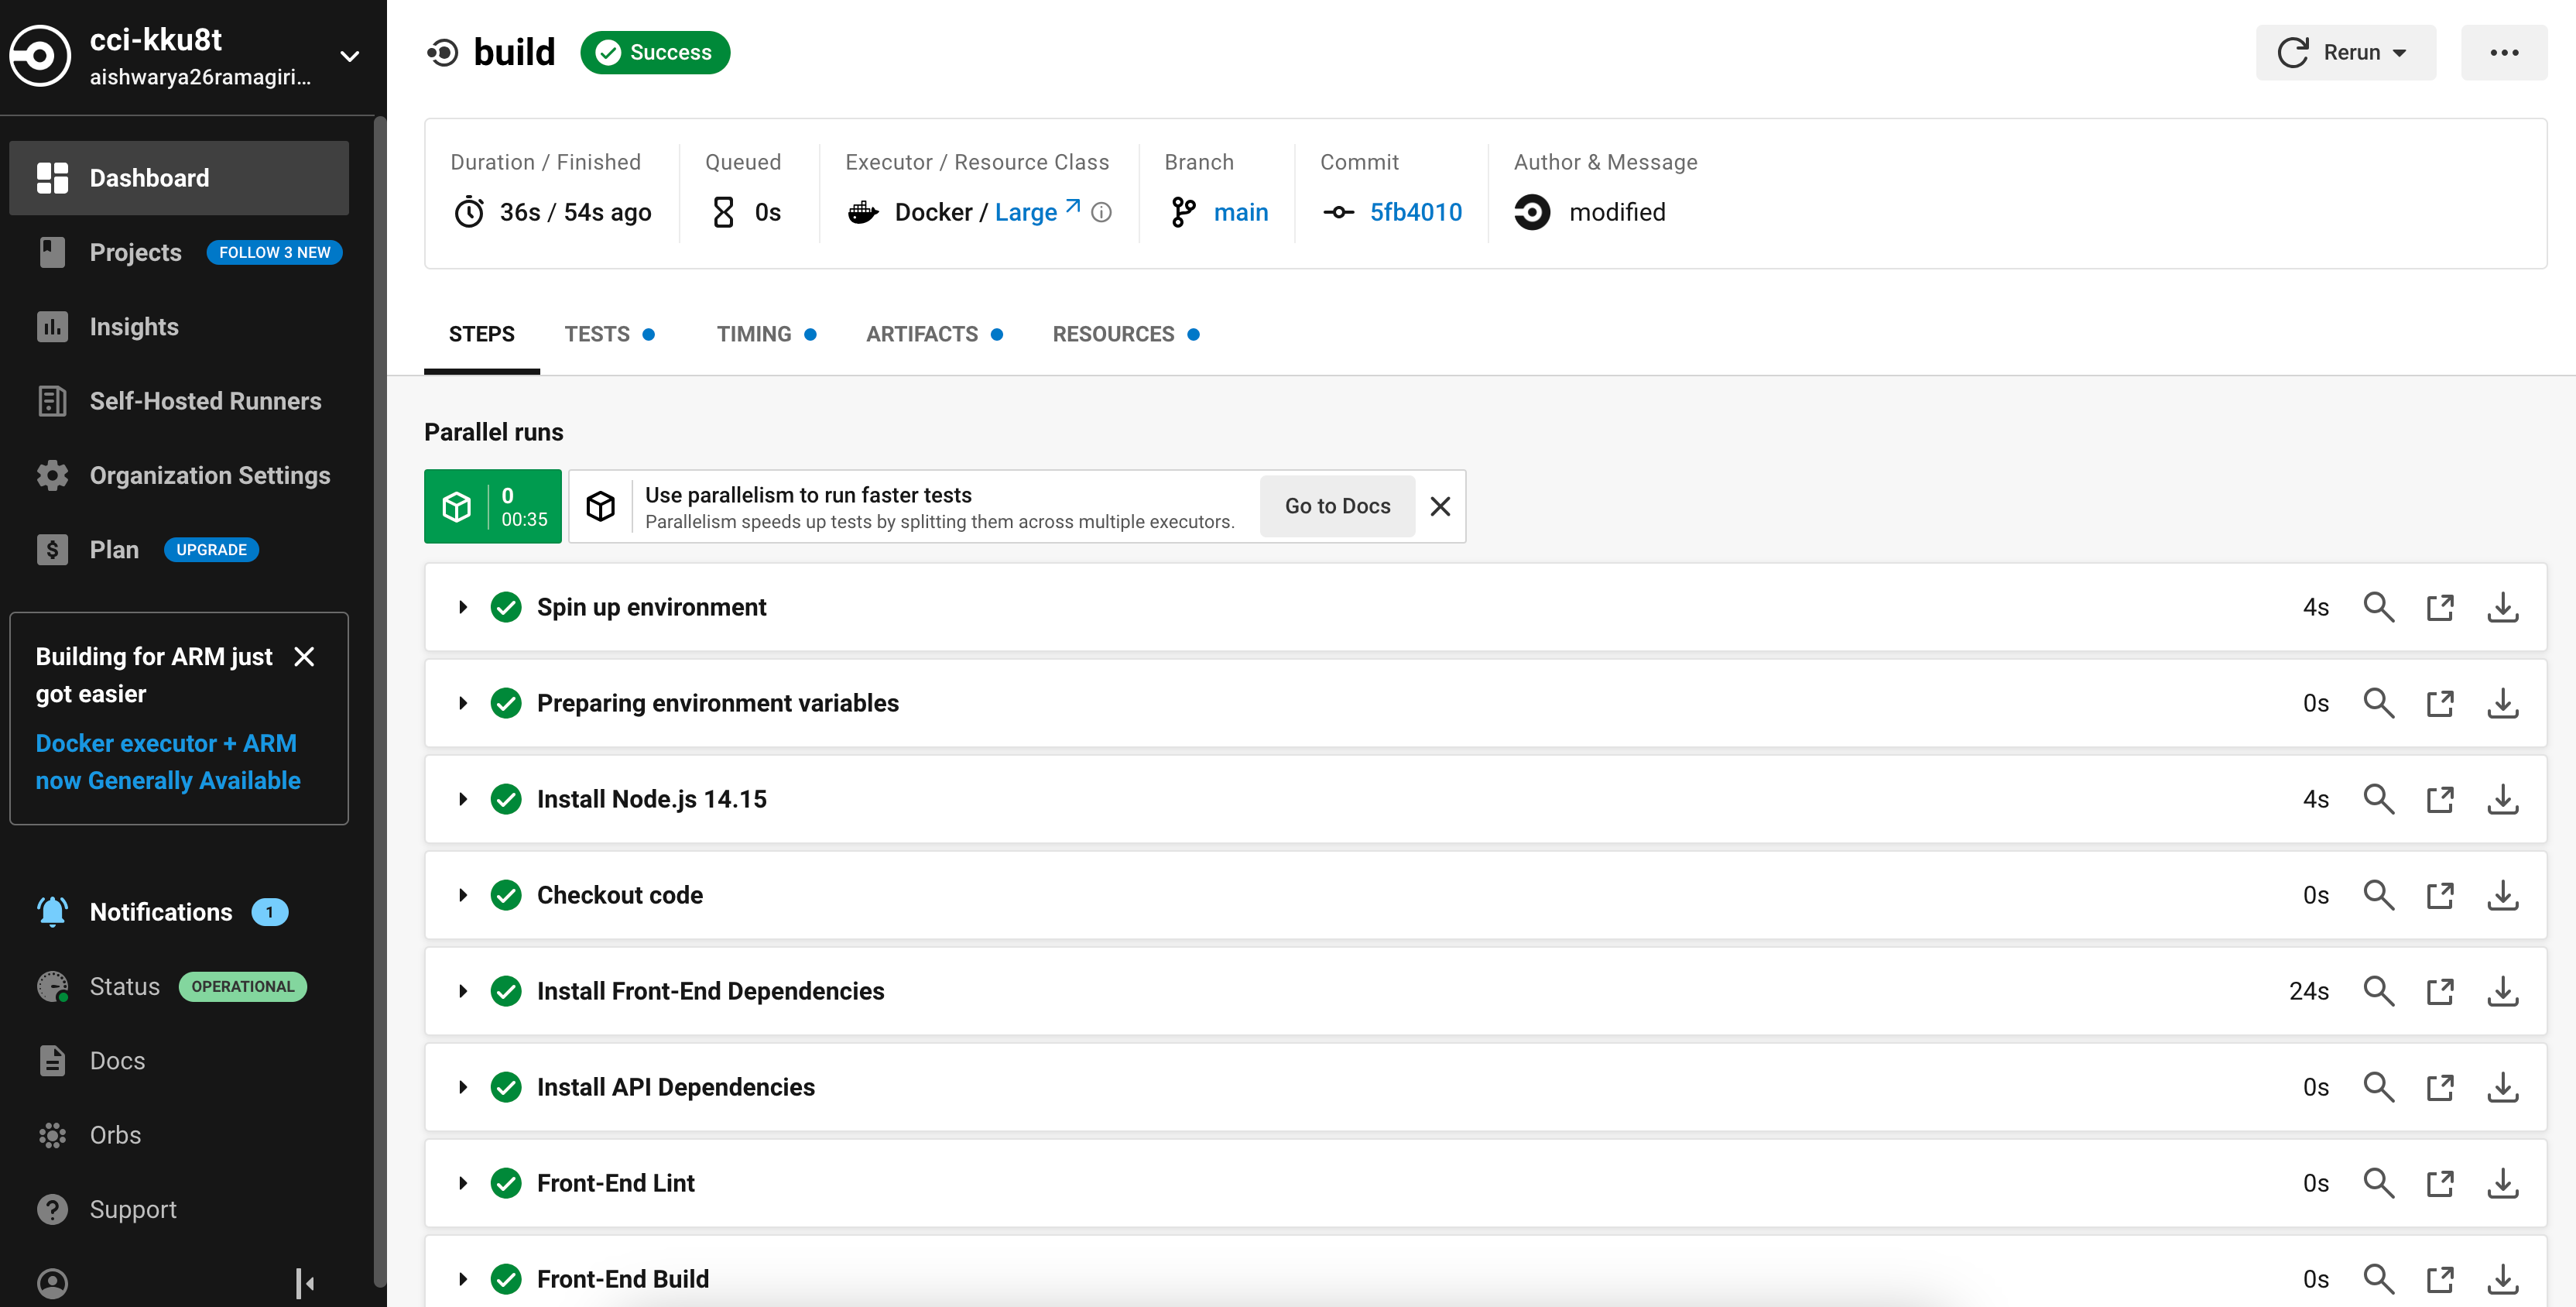 cci-kku8t
aishwarya26ramagiri...
Dashboard
Projects FOLLOW 3 NEW
Insights
Self-Hosted Runners
Organization Settings
Plan UPGRADE
Building for ARM just
got easier
Docker executor + ARM
now Generally Available
Notifications 1
Status OPERATIONAL
Docs
Orbs
Support
build Success
Rerun
Duration / Finished
36s / 54s ago
Queued
0s
Executor / Resource Class
Docker / Large
Branch
main
Commit
5fb4010
Author & Message
modified
STEPS TESTS TIMING ARTIFACTS RESOURCES
Parallel runs
0
00:35
Use parallelism to run faster tests
Parallelism speeds up tests by splitting them across multiple executors.
Go to Docs
Spin up environment 4s
Preparing environment variables 0s
Install Node.js 14.15 4s
Checkout code 0s
Install Front-End Dependencies 24s
Install API Dependencies 0s
Front-End Lint 0s
Front-End Build 0s